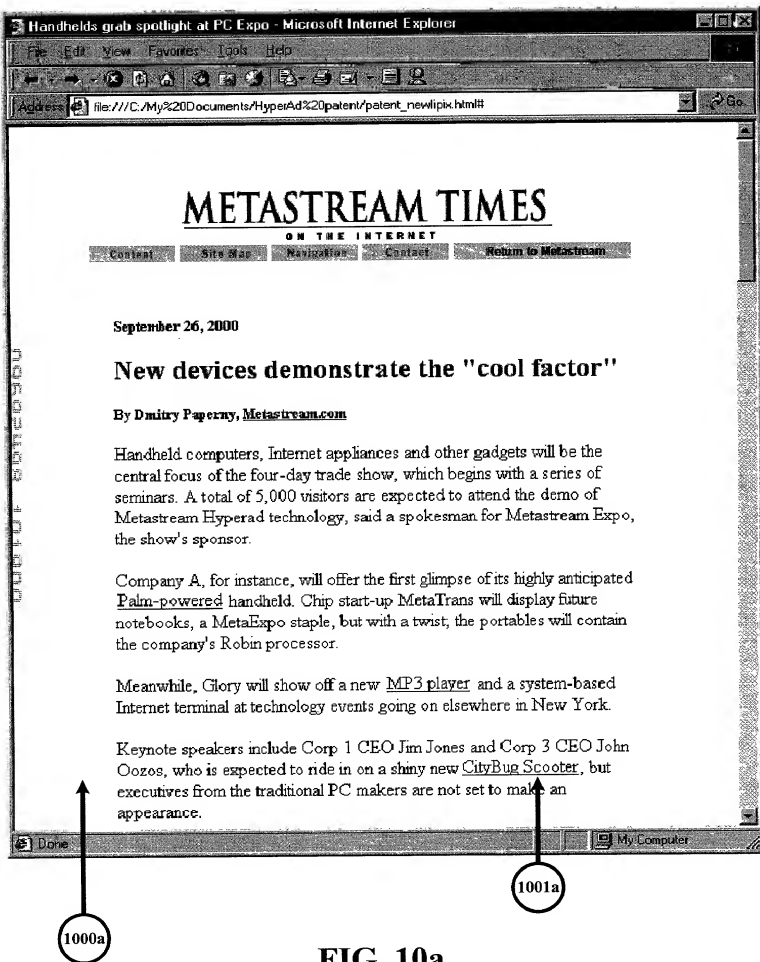 Handhelds grab spotlight at PC Expo - Microsoft Internet Explorer
File Edit View Favorites Tools Help
Address file:///C:/My%20Documents/HyperAd%20patent/patent_newlipix.html# Go
METASTREAM TIMES
ON THE INTERNET
Content Site Map Navigation Contact Return to Metastream
September 26, 2000
New devices demonstrate the "cool factor"
By Dmitry Paperny, Metastream.com
Handheld computers, Internet appliances and other gadgets will be the
central focus of the four-day trade show, which begins with a series of
seminars. A total of 5,000 visitors are expected to attend the demo of
Metastream Hyperad technology, said a spokesman for Metastream Expo,
the show's sponsor.
Company A, for instance, will offer the first glimpse of its highly anticipated
Palm-powered handheld. Chip start-up MetaTrans will display future
notebooks, a MetaExpo staple, but with a twist; the portables will contain
the company's Robin processor.
Meanwhile, Glory will show off a new MP3 player and a system-based
Internet terminal at technology events going on elsewhere in New York.
Keynote speakers include Corp 1 CEO Jim Jones and Corp 3 CEO John
Oozos, who is expected to ride in on a shiny new CityBug Scooter, but
executives from the traditional PC makers are not set to make an
appearance.
Done My Computer
1001a
1000a
FIG. 10a